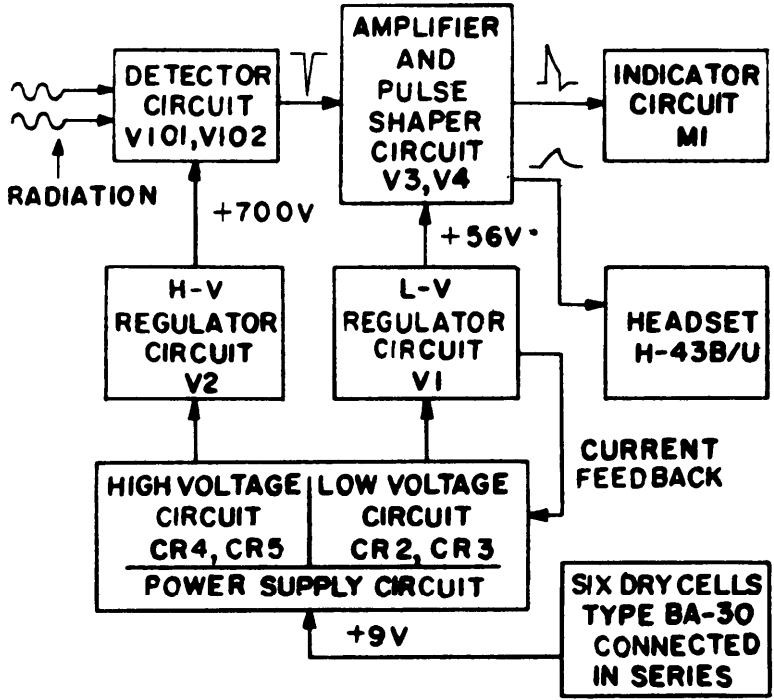 DETECTOR
CIRCUIT
V101,V102
AMPLIFIER
AND
PULSE
SHAPER
CIRCUIT
V3,V4
INDICATOR
CIRCUIT
M1
RADIATION
+700V
+56V
H-V
REGULATOR
CIRCUIT
V2
L-V
REGULATOR
CIRCUIT
V1
HEADSET
H-43B/U
CURRENT
FEEDBACK
HIGH VOLTAGE
CIRCUIT
CR4, CR5
LOW VOLTAGE
CIRCUIT
CR2, CR3
POWER SUPPLY CIRCUIT
+9V
SIX DRY CELLS
TYPE BA-30
CONNECTED
IN SERIES